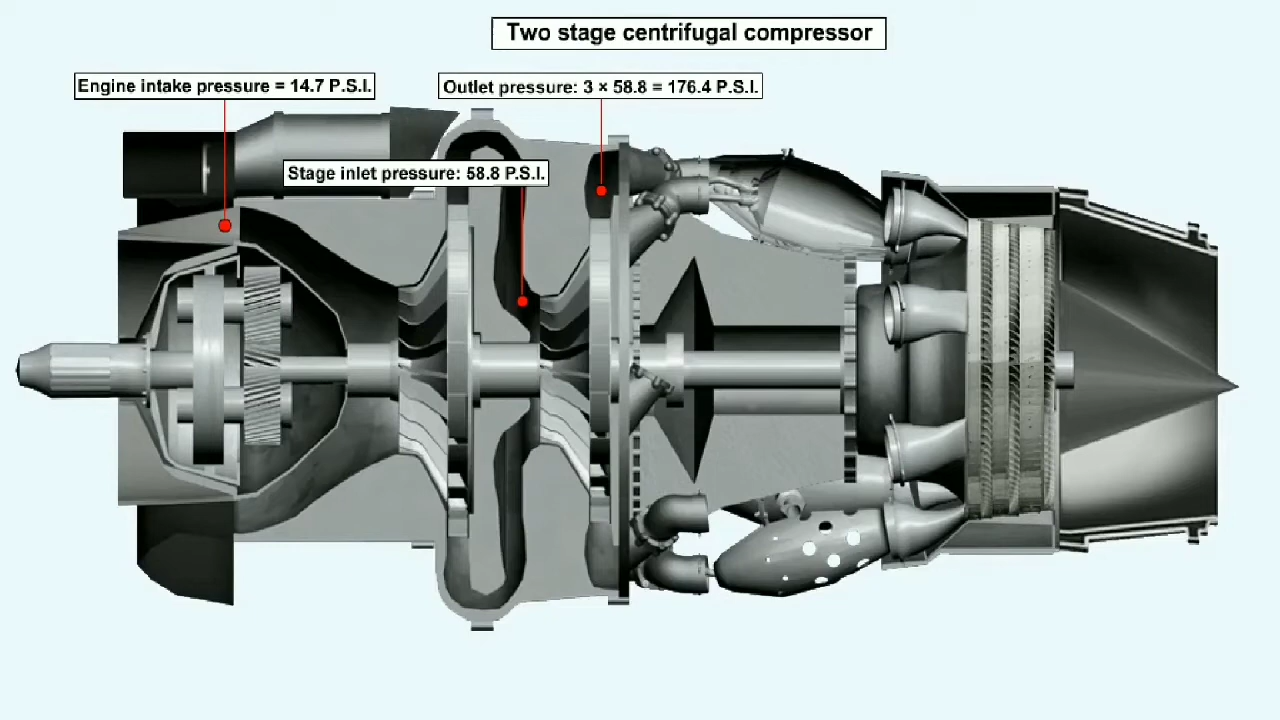 Two stage centrifugal compressor
Engine intake pressure = 14.7 P.S.I.
Outlet pressure: 3 × 58.8 = 176.4 P.S.I.
Stage inlet pressure: 58.8 P.S.I.